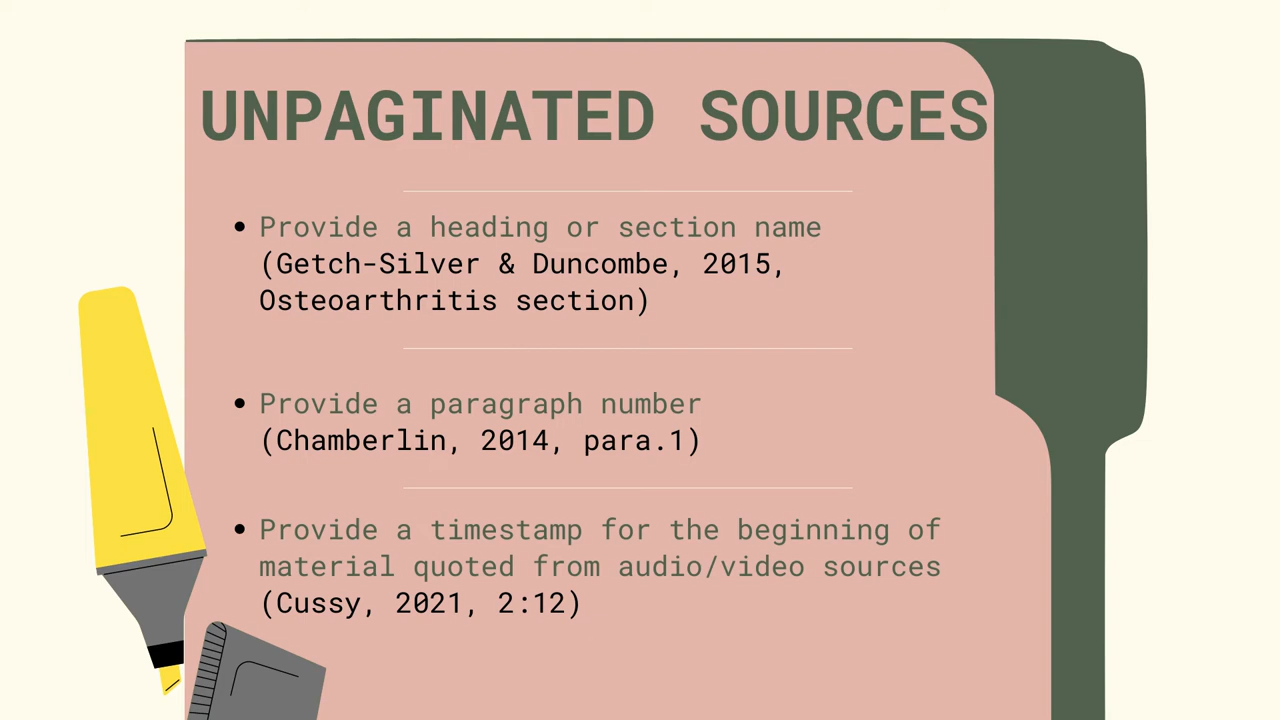 UNPAGINATED SOURCES
• Provide a heading or section name
(Getch-Silver & Duncombe, 2015,
Osteoarthritis section)
• Provide a paragraph number
(Chamberlin, 2014, para.1)
• Provide a timestamp for the beginning of
material quoted from audio/video sources
(Cussy, 2021, 2:12)